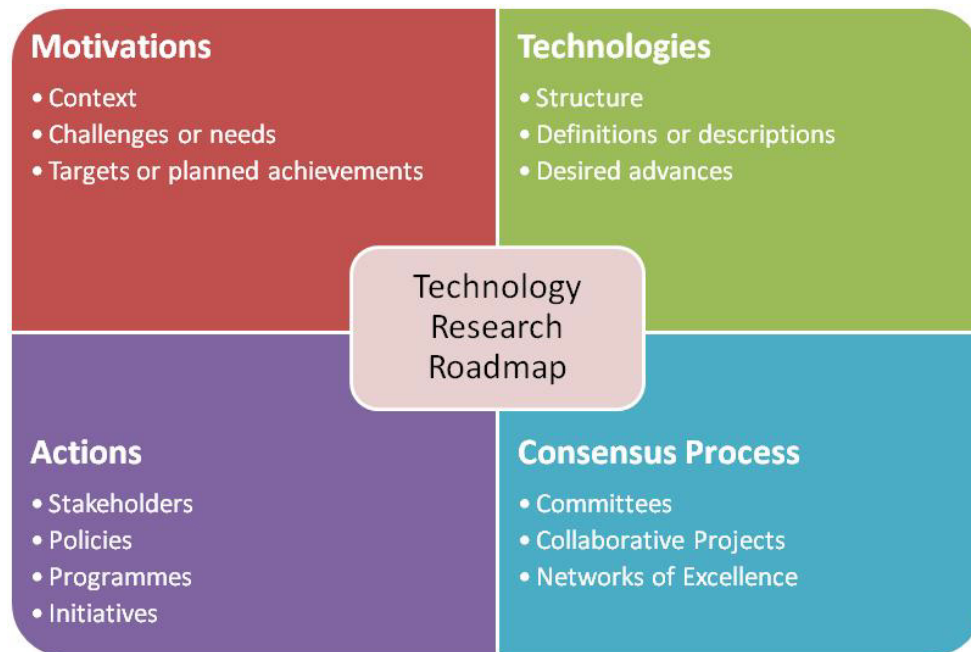 Motivations
• Context
• Challenges or needs
• Targets or planned achievements
Technologies
• Structure
• Definitions or descriptions
• Desired advances
Technology
Research
Roadmap
Actions
• Stakeholders
• Policies
• Programmes
• Initiatives
Consensus Process
• Committees
• Collaborative Projects
• Networks of Excellence